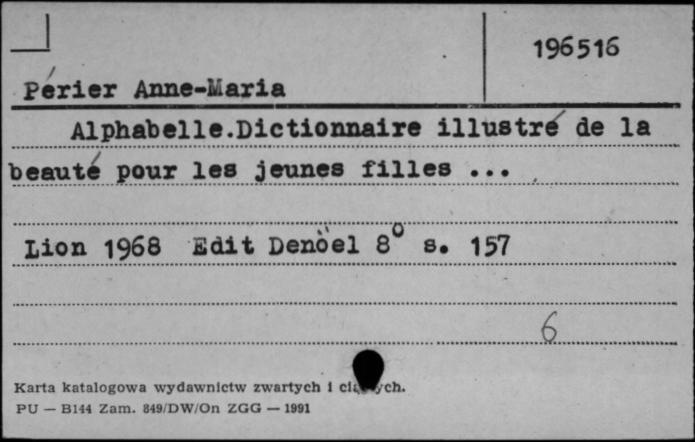 196516
Périer Anne-Maria
Alphabelle.Dictionnaire illustré de la
beauté pour les jeunes filles ...
Lion 1968 Edit Denöel 8° s. 157
6
Karta katalogowa wydawnictw zwartych i
PU — B144 Zam. 849/DW/On ZGG — 1991